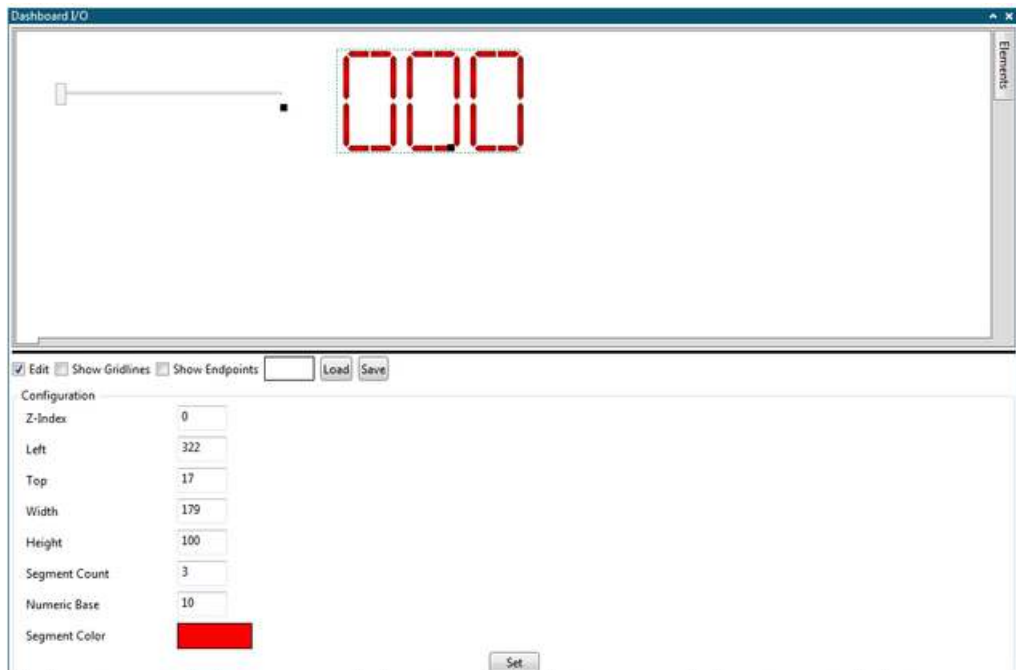 Dashboard I/O
Elements
000
Edit Show Gridlines Show Endpoints Load Save
Configuration
Z-Index 0
Left 322
Top 17
Width 179
Height 100
Segment Count 3
Numeric Base 10
Segment Color
Set